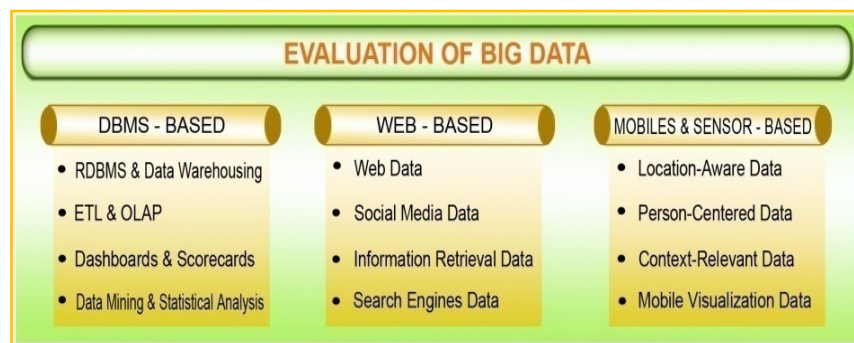 EVALUATION OF BIG DATA
DBMS - BASED
• RDBMS & Data Warehousing
• ETL & OLAP
• Dashboards & Scorecards
• Data Mining & Statistical Analysis
WEB - BASED
• Web Data
• Social Media Data
• Information Retrieval Data
• Search Engines Data
MOBILES & SENSOR - BASED
• Location-Aware Data
• Person-Centered Data
• Context-Relevant Data
• Mobile Visualization Data